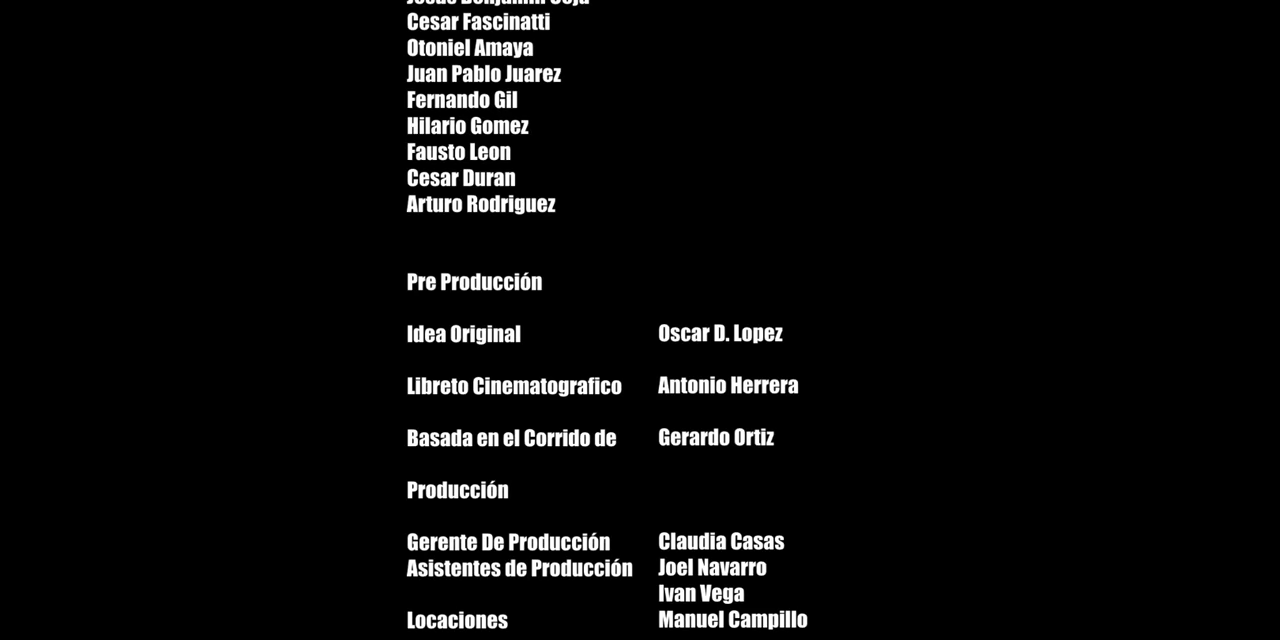 Cesar Fascinatti
Otoniel Amaya
Juan Pablo Juarez
Fernando Gil
Hilario Gomez
Fausto Leon
Cesar Duran
Arturo Rodriguez
Pre Producción
Idea Original Oscar D. Lopez
Libreto Cinematografico Antonio Herrera
Basada en el Corrido de Gerardo Ortiz
Producción
Gerente De Producción Claudia Casas
Asistentes de Producción Joel Navarro
Ivan Vega
Locaciones Manuel Campillo